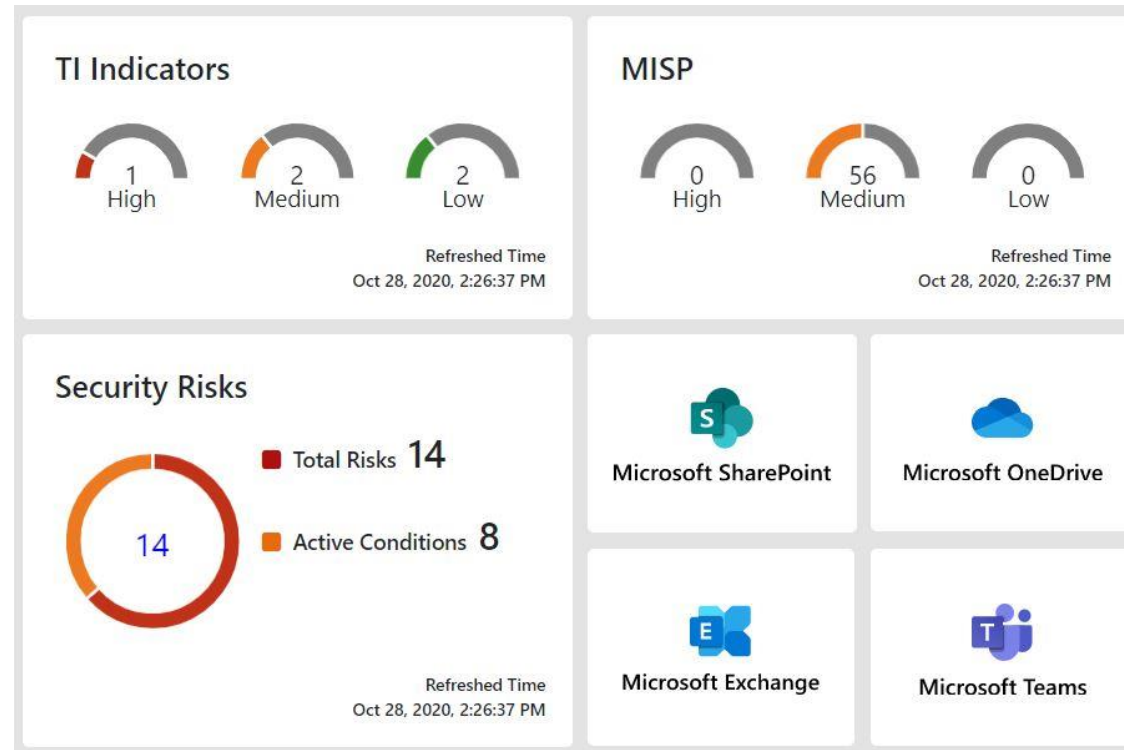 TI Indicators
1
High
2
Medium
2
Low
Refreshed Time
Oct 28, 2020, 2:26:37 PM
MISP
0
High
56
Medium
0
Low
Refreshed Time
Oct 28, 2020, 2:26:37 PM
Security Risks
14
Total Risks 14
Active Conditions 8
Refreshed Time
Oct 28, 2020, 2:26:37 PM
S
Microsoft SharePoint
Microsoft OneDrive
E
Microsoft Exchange
T
Microsoft Teams